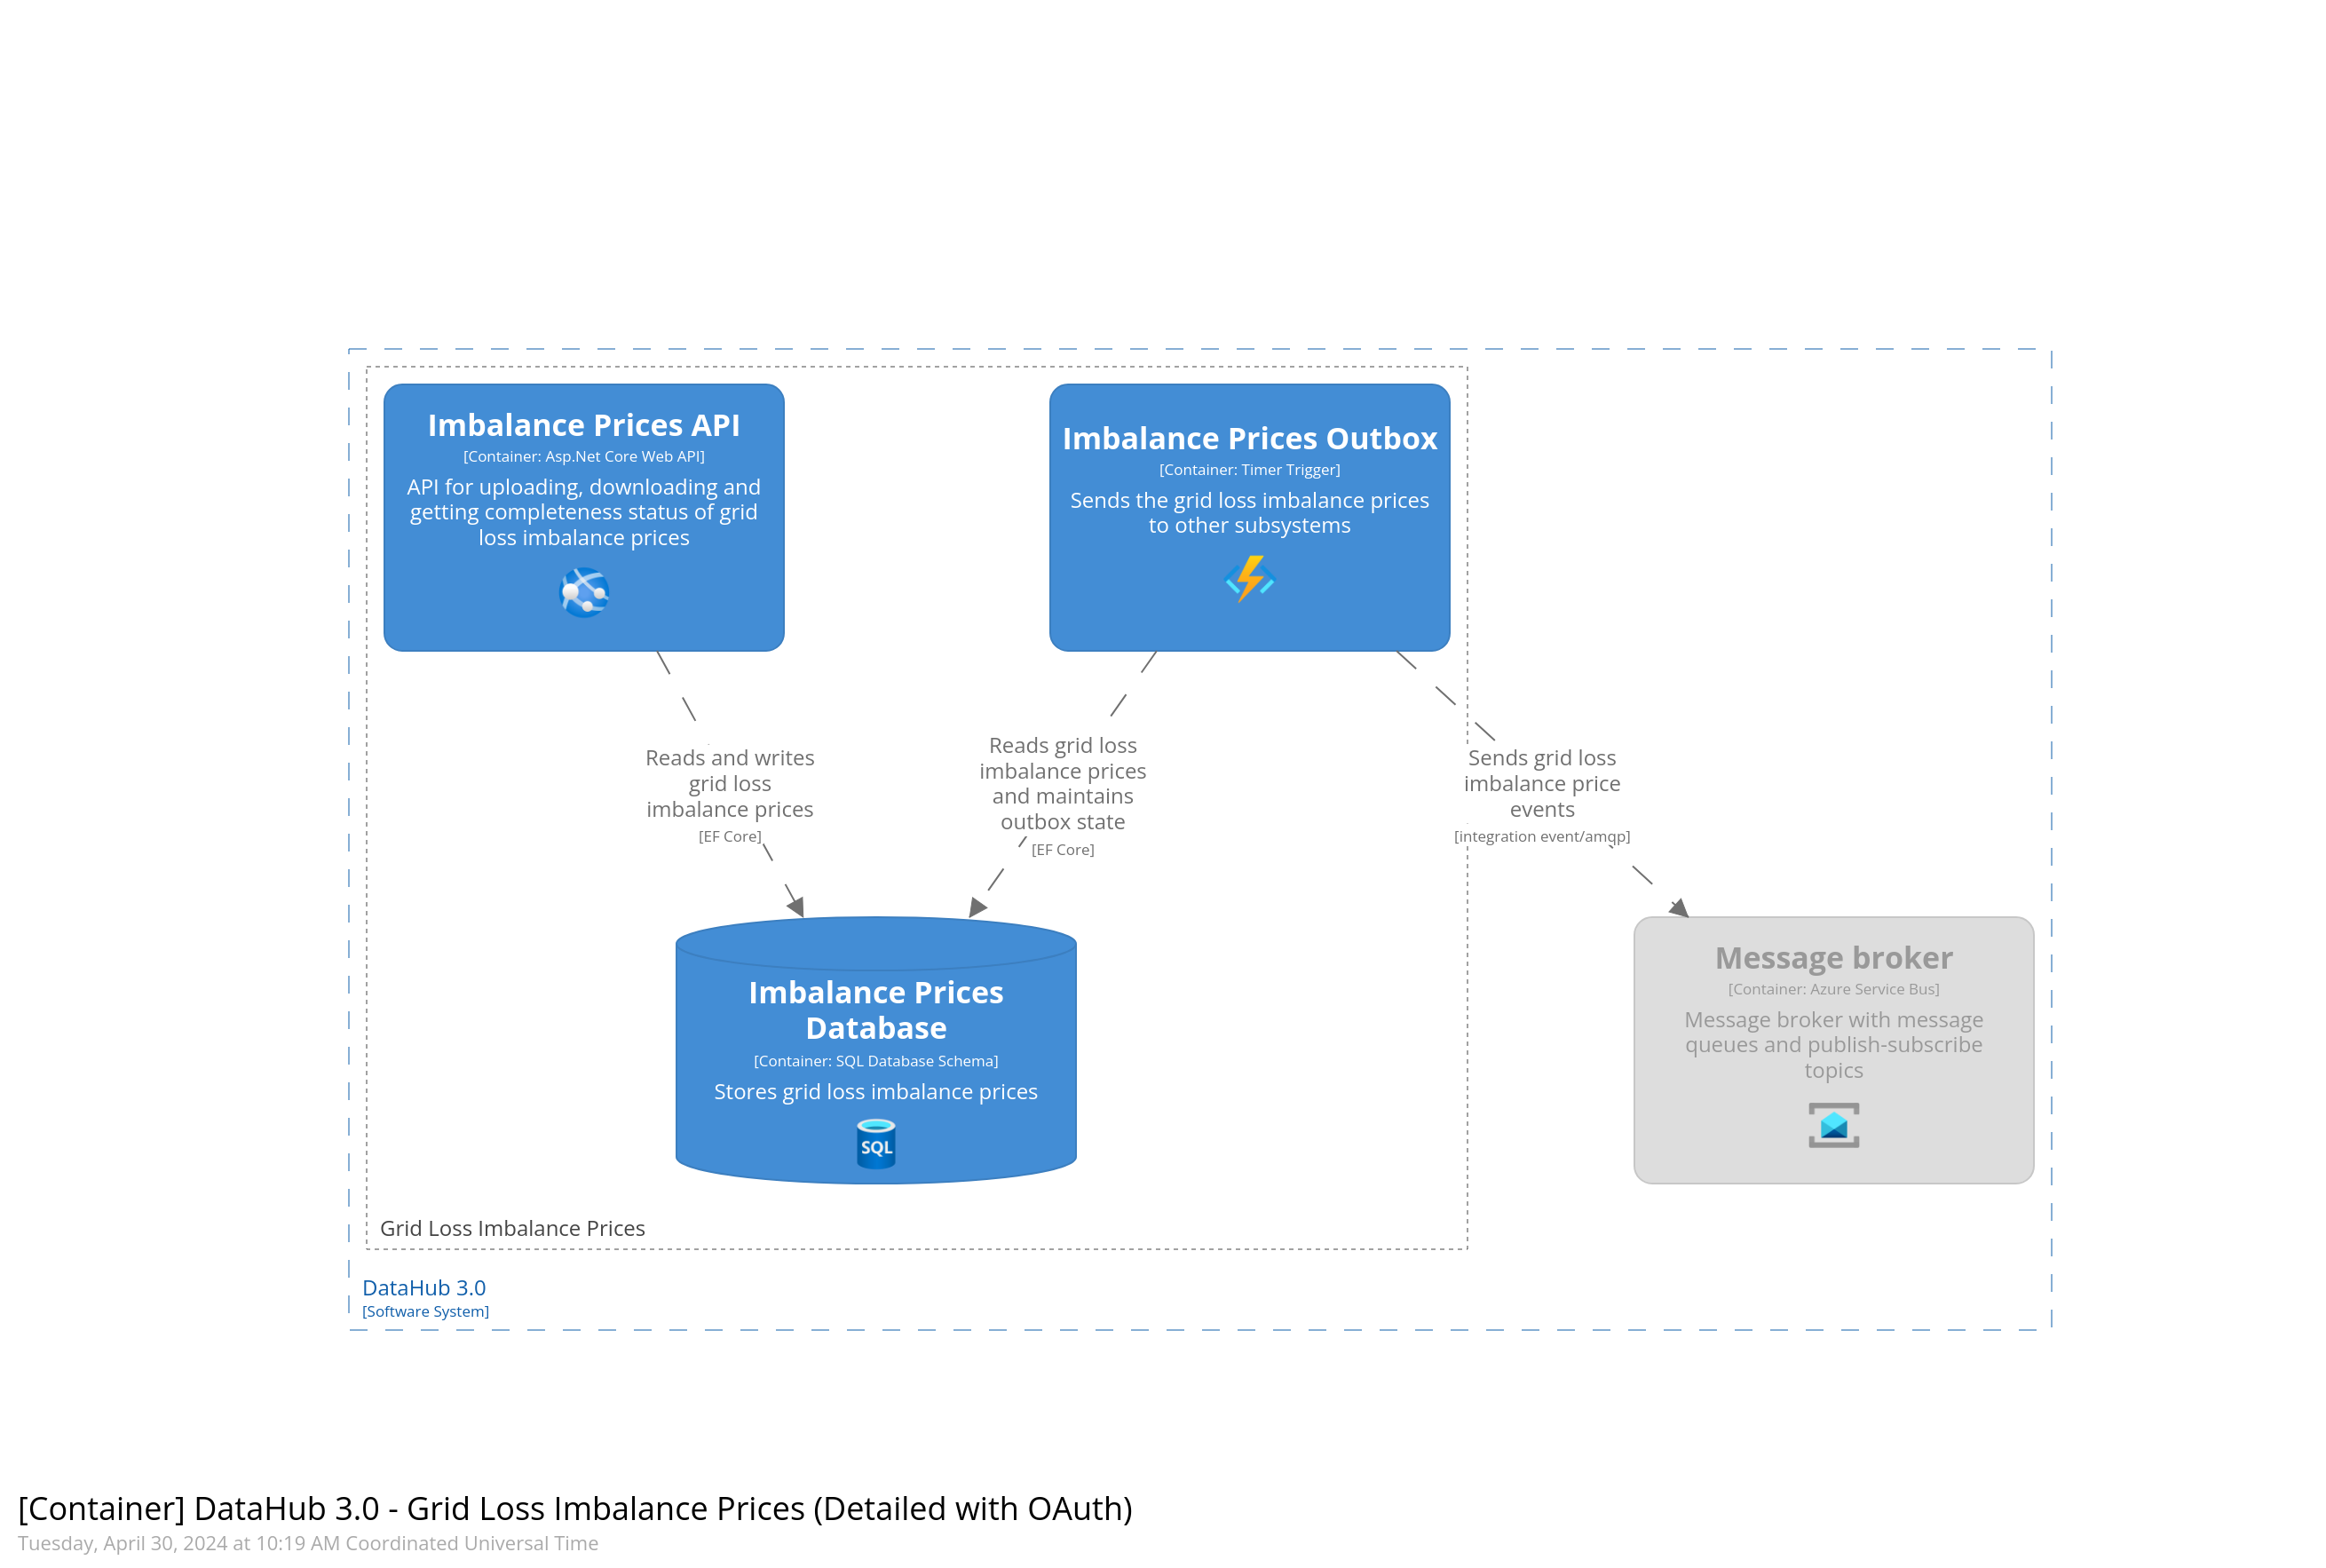 Imbalance Prices API
[Container: Asp.Net Core Web API]
API for uploading, downloading and
getting completeness status of grid
loss imbalance prices
Imbalance Prices Outbox
[Container: Timer Trigger]
Sends the grid loss imbalance prices
to other subsystems
Reads and writes
grid loss
imbalance prices
[EF Core]
Reads grid loss
imbalance prices
and maintains
outbox state
[EF Core]
Sends grid loss
imbalance price
events
[integration event/amqp]
Imbalance Prices
Database
[Container: SQL Database Schema]
Stores grid loss imbalance prices
SQL
Message broker
[Container: Azure Service Bus]
Message broker with message
queues and publish-subscribe
topics
Grid Loss Imbalance Prices
DataHub 3.0
[Software System]
[Container] DataHub 3.0 - Grid Loss Imbalance Prices (Detailed with OAuth)
Tuesday, April 30, 2024 at 10:19 AM Coordinated Universal Time